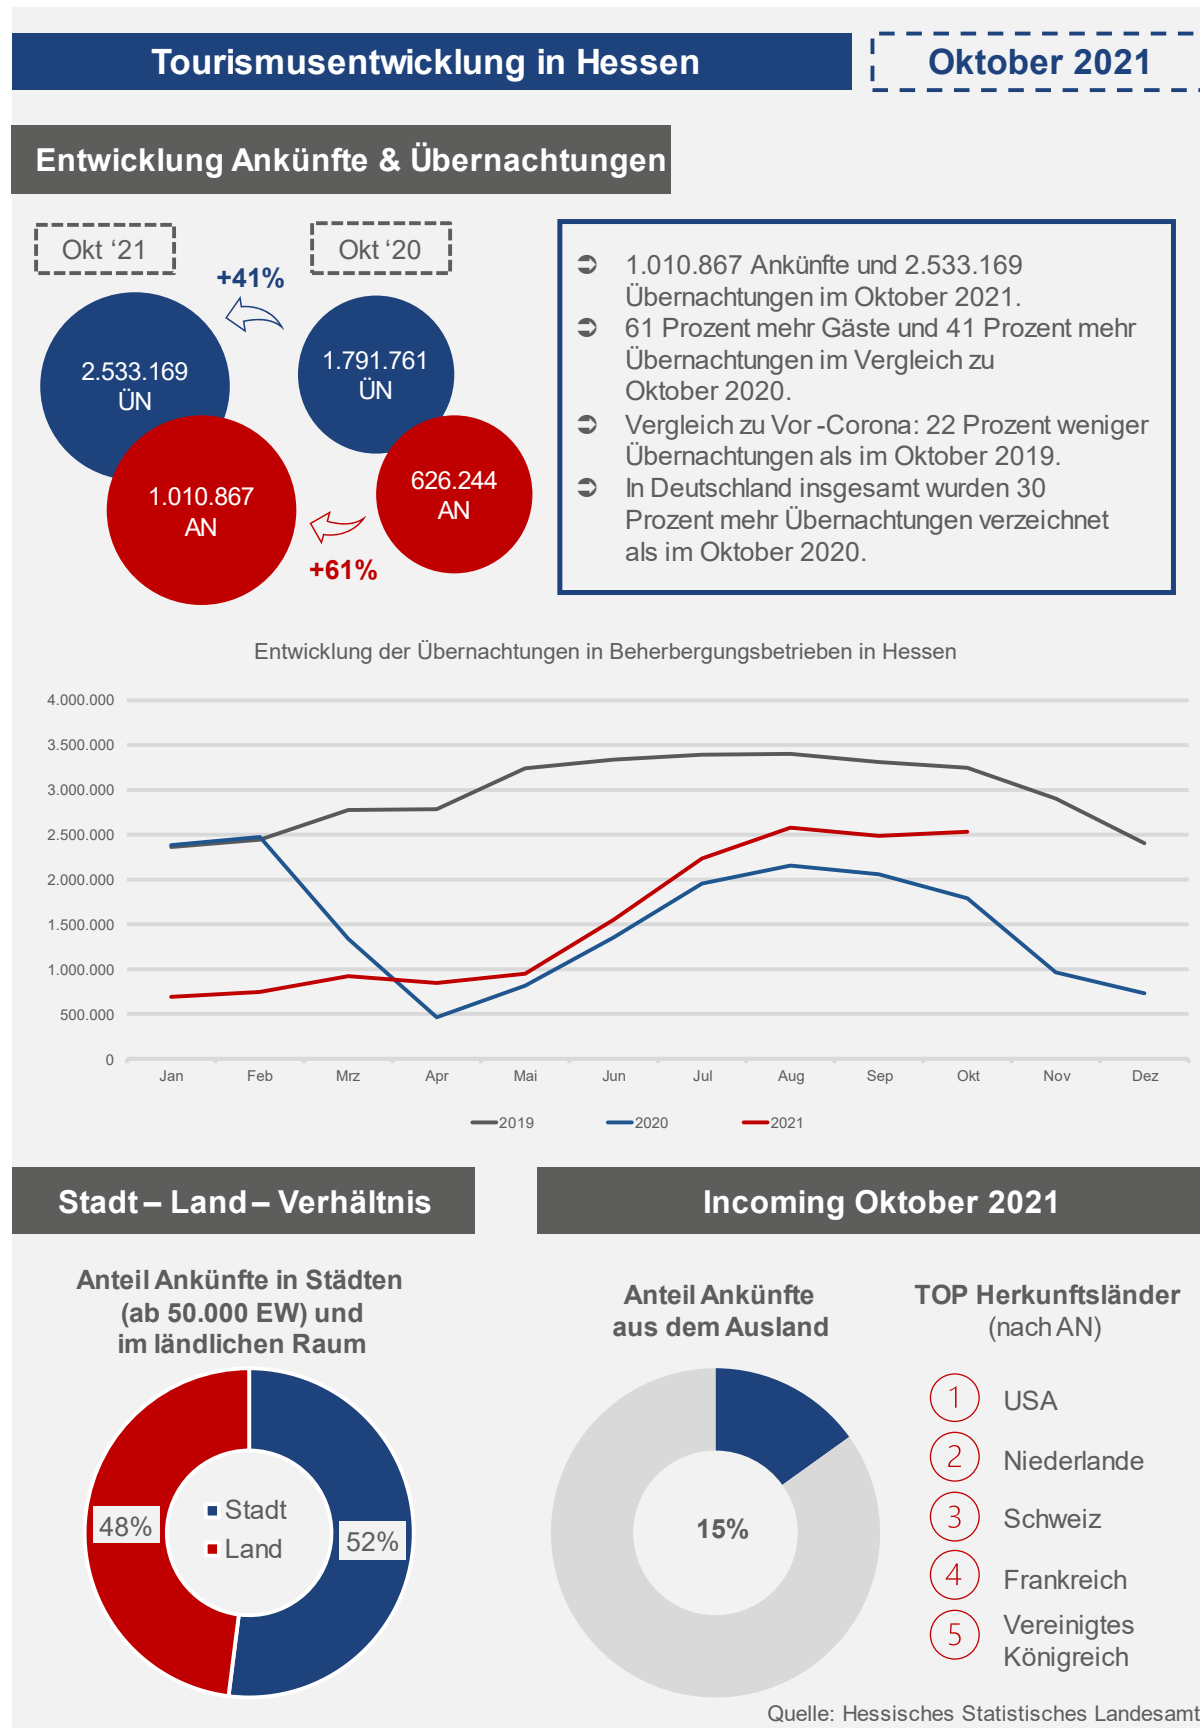 Tourismusentwicklung in Hessen
Oktober 2021
Entwicklung Ankünfte & Übernachtungen
Okt ‘21
Okt ‘20
+41%
2.533.169
ÜN
1.791.761
ÜN
1.010.867
AN
626.244
AN
+61%
➲ 1.010.867 Ankünfte und 2.533.169
Übernachtungen im Oktober 2021.
➲ 61 Prozent mehr Gäste und 41 Prozent mehr
Übernachtungen im Vergleich zu
Oktober 2020.
➲ Vergleich zu Vor -Corona: 22 Prozent weniger
Übernachtungen als im Oktober 2019.
➲ In Deutschland insgesamt wurden 30
Prozent mehr Übernachtungen verzeichnet
als im Oktober 2020.
Entwicklung der Übernachtungen in Beherbergungsbetrieben in Hessen
4.000.000
3.500.000
3.000.000
2.500.000
2.000.000
1.500.000
1.000.000
500.000
0
Jan Feb Mrz Apr Mai Jun Jul Aug Sep Okt Nov Dez
2019 2020 2021
Stadt – Land – Verhältnis
Anteil Ankünfte in Städten
(ab 50.000 EW) und
im ländlichen Raum
48%
Stadt
Land
52%
Incoming Oktober 2021
Anteil Ankünfte
aus dem Ausland
15%
TOP Herkunftsländer
(nach AN)
1 USA
2 Niederlande
3 Schweiz
4 Frankreich
5 Vereinigtes
Königreich
Quelle: Hessisches Statistisches Landesamt